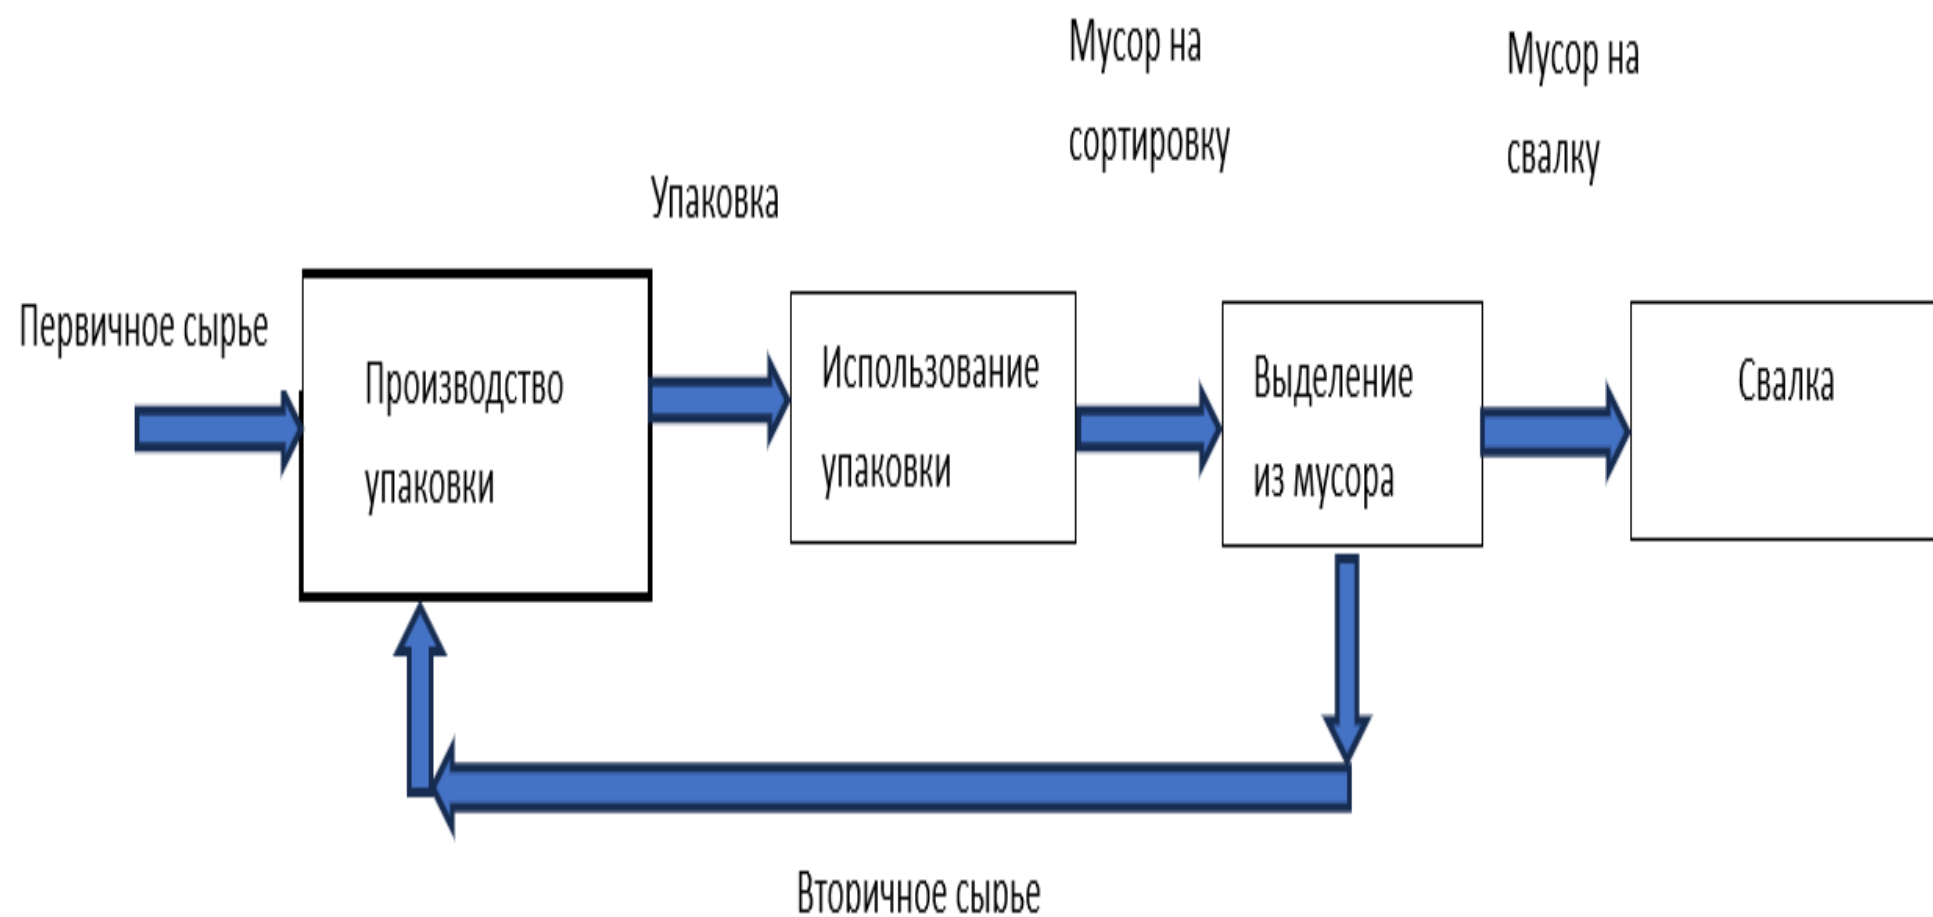 Мусор на
сортировку
Мусор на
свалку
Упаковка
Первичное сырье
Производство
упаковки
Использование
упаковки
Выделение
из мусора
Свалка
Вторичное сырье